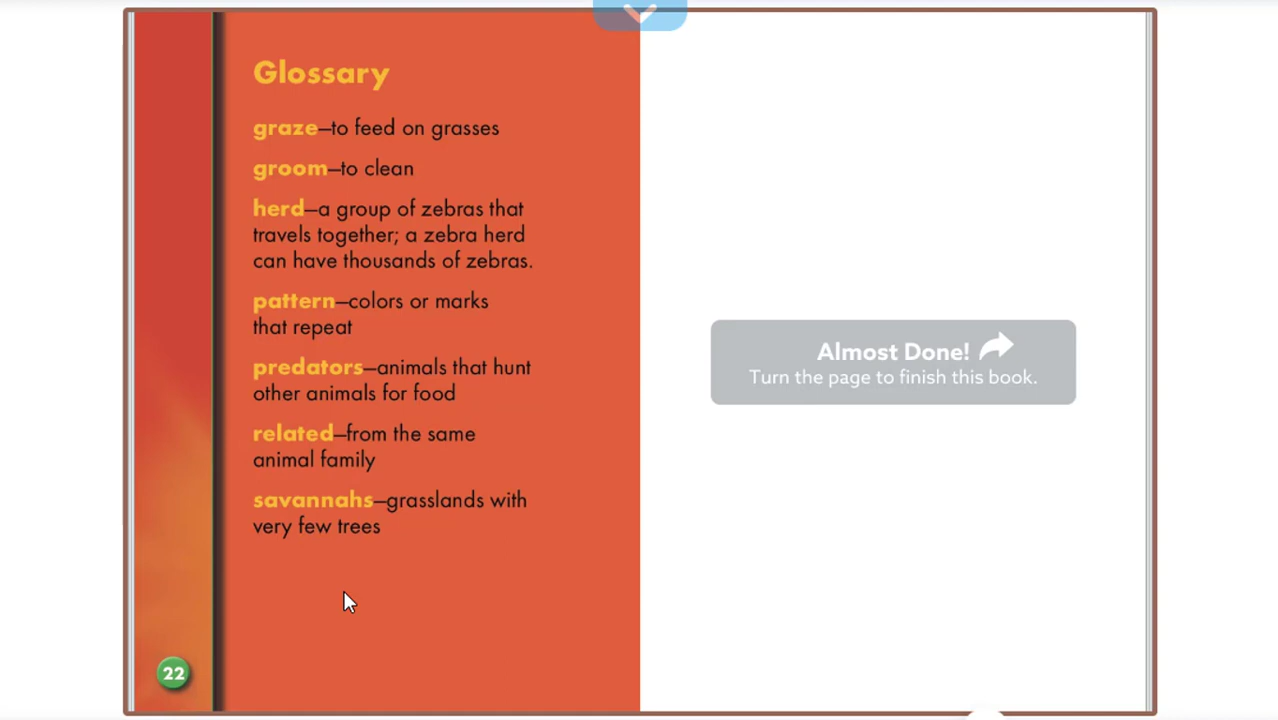 Glossary
graze—to feed on grasses
groom—to clean
herd—a group of zebras that
travels together; a zebra herd
can have thousands of zebras.
pattern—colors or marks
that repeat
predators—animals that hunt
other animals for food
related—from the same
animal family
savannahs—grasslands with
very few trees
22
Almost Done!
Turn the page to finish this book.